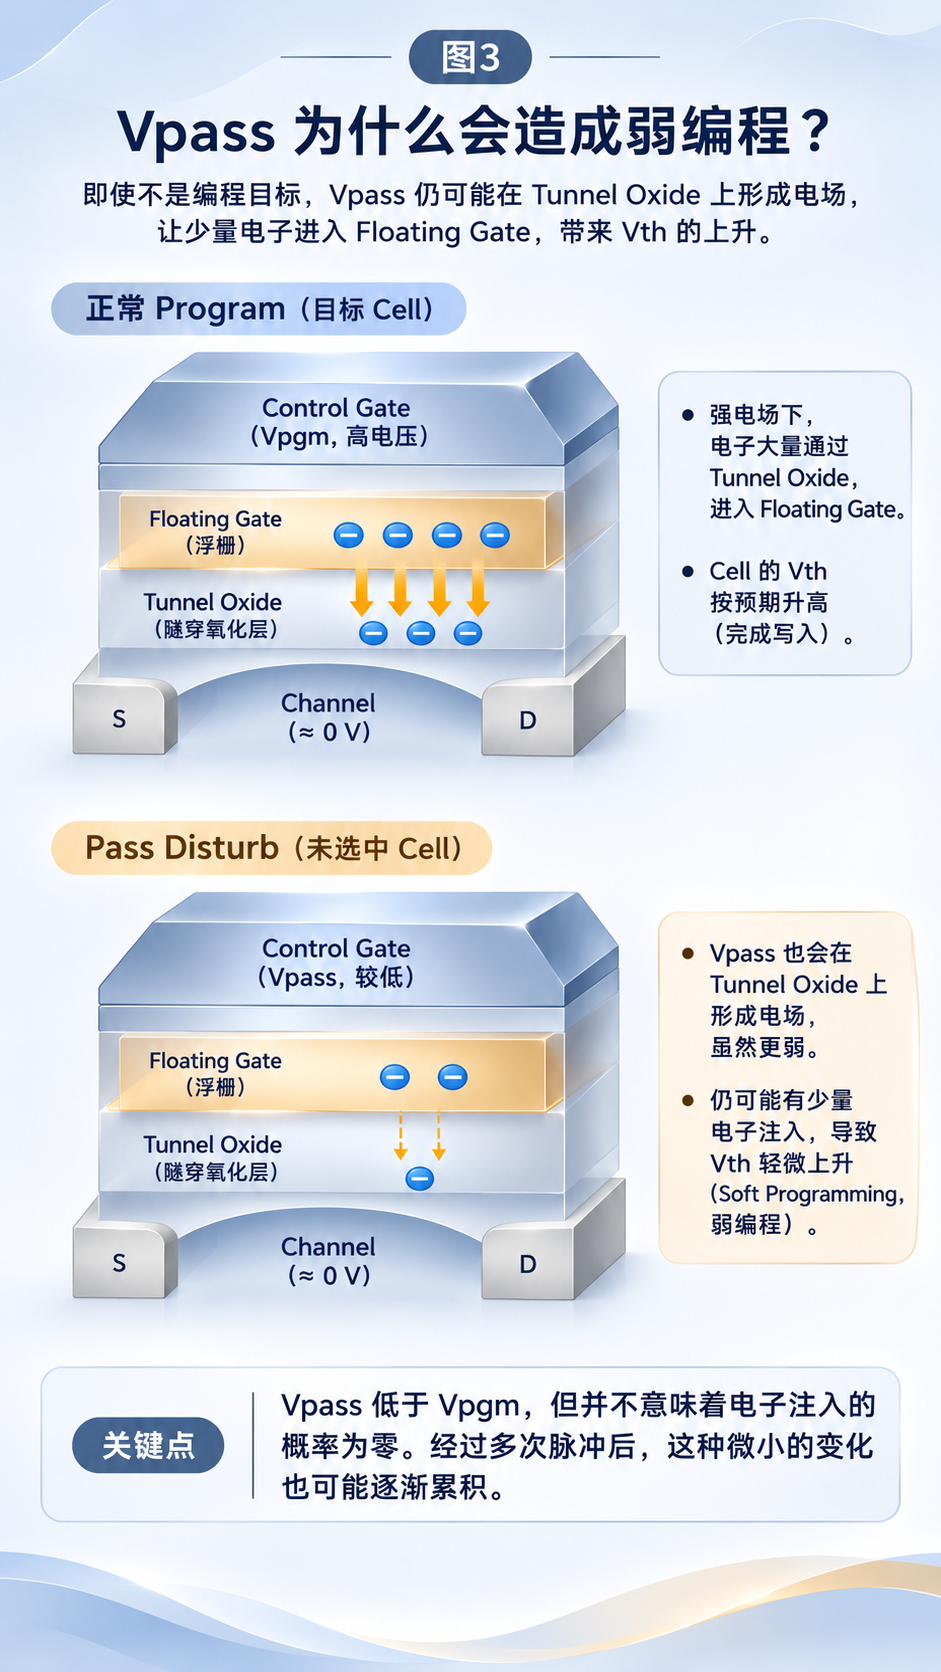 图3
Vpass 为什么会造成弱编程？
即使不是编程目标，Vpass 仍可能在 Tunnel Oxide 上形成电场，
让少量电子进入 Floating Gate，带来 Vth 的上升。
正常 Program（目标 Cell）
Control Gate
（Vpgm, 高电压）
Floating Gate
（浮栅）
Tunnel Oxide
（隧穿氧化层）
Channel
（≈ 0 V）
S
D
● 强电场下，
电子大量通过
Tunnel Oxide，
进入 Floating Gate。
● Cell 的 Vth
按预期升高
（完成写入）。
Pass Disturb（未选中 Cell）
Control Gate
（Vpass, 较低）
Floating Gate
（浮栅）
Tunnel Oxide
（隧穿氧化层）
Channel
（≈ 0 V）
S
D
● Vpass 也会在
Tunnel Oxide 上
形成电场，
虽然更弱。
● 仍可能有少量
电子注入，导致
Vth 轻微上升
（Soft Programming,
弱编程）。
关键点
Vpass 低于 Vpgm，但并不意味着电子注入的
概率为零。经过多次脉冲后，这种微小的变化
也可能逐渐累积。